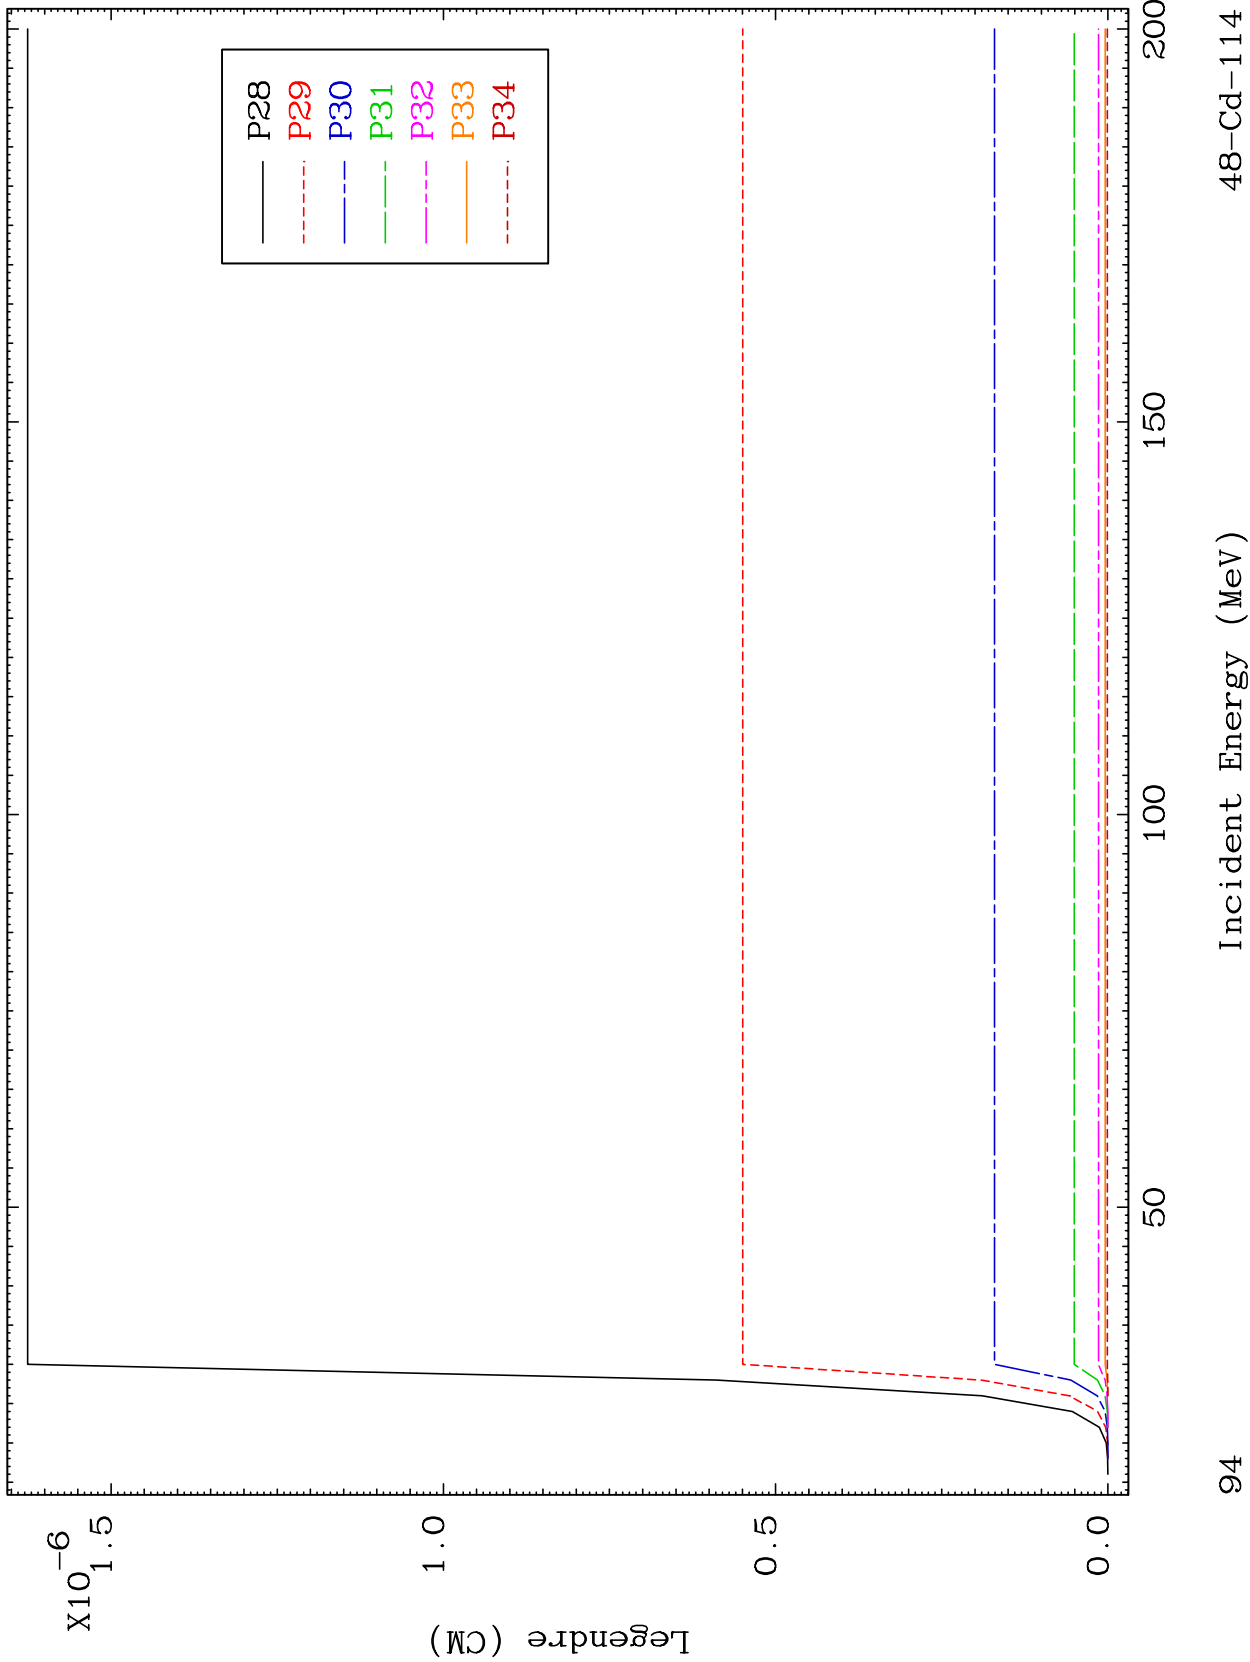 X10-6
1.5
1.0
0.5
0.0
Legendre (CM)
P28
P29
P30
P31
P32
P33
P34
50
100
150
200
Incident Energy (MeV)
94
48-Cd-114